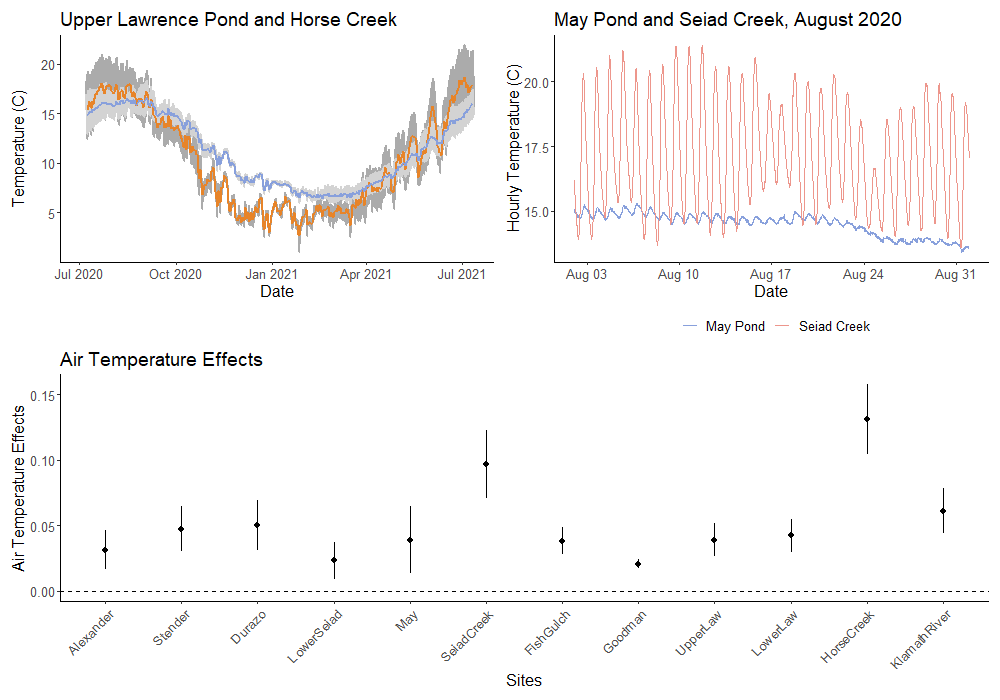 Upper Lawrence Pond and Horse Creek
Temperature (C)
20
15
10
5
Jul 2020
Oct 2020
Jan 2021
Apr 2021
Jul 2021
Date
May Pond and Seiad Creek, August 2020
Hourly Temperature (C)
20.0
17.5
15.0
Aug 03
Aug 10
Aug 17
Aug 24
Aug 31
Date
May Pond
Seiad Creek
Air Temperature Effects
Air Temperature Effects
0.15
0.10
0.05
0.00
Alexander
Stender
Durazo
LowerSeiad
May
SeiadCreek
FishGulch
Goodman
UpperLaw
LowerLaw
HorseCreek
KlamathRiver
Sites